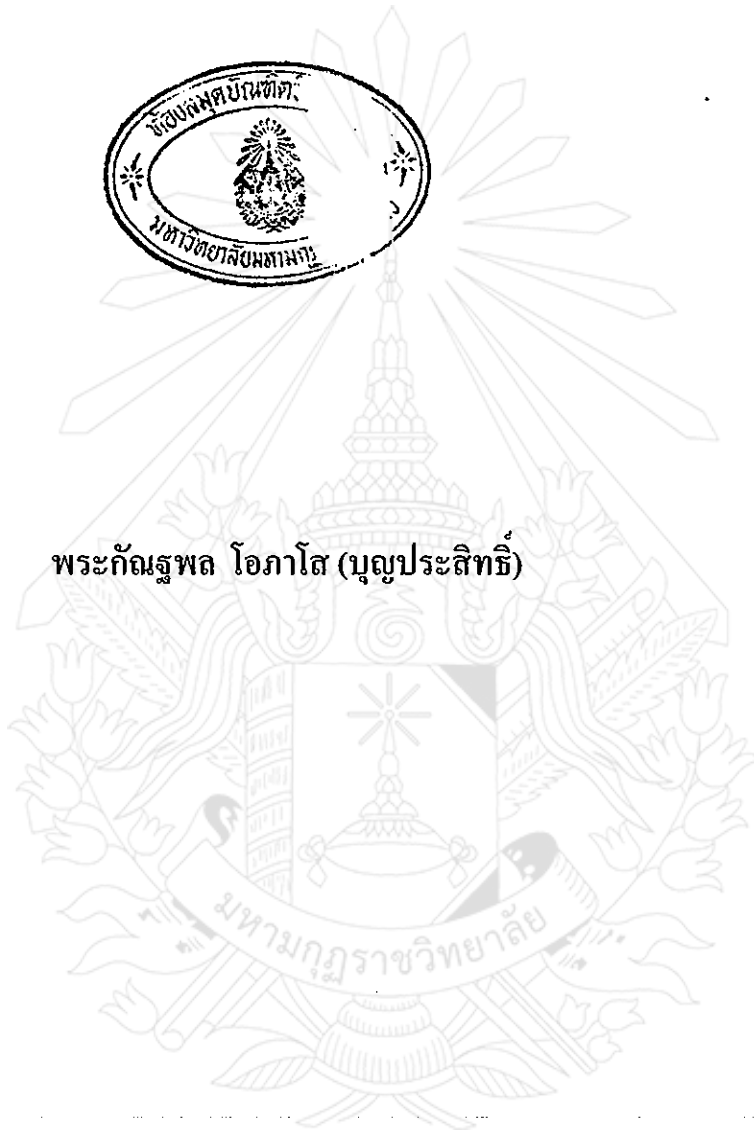 ห้องสมุดบัณฑิต
มหาวิทยาลัยมหามกุ
พระกัณฐพล โอภาโส (บุญประสิทธิ์)
มหามกุฏราชวิทยาลัย